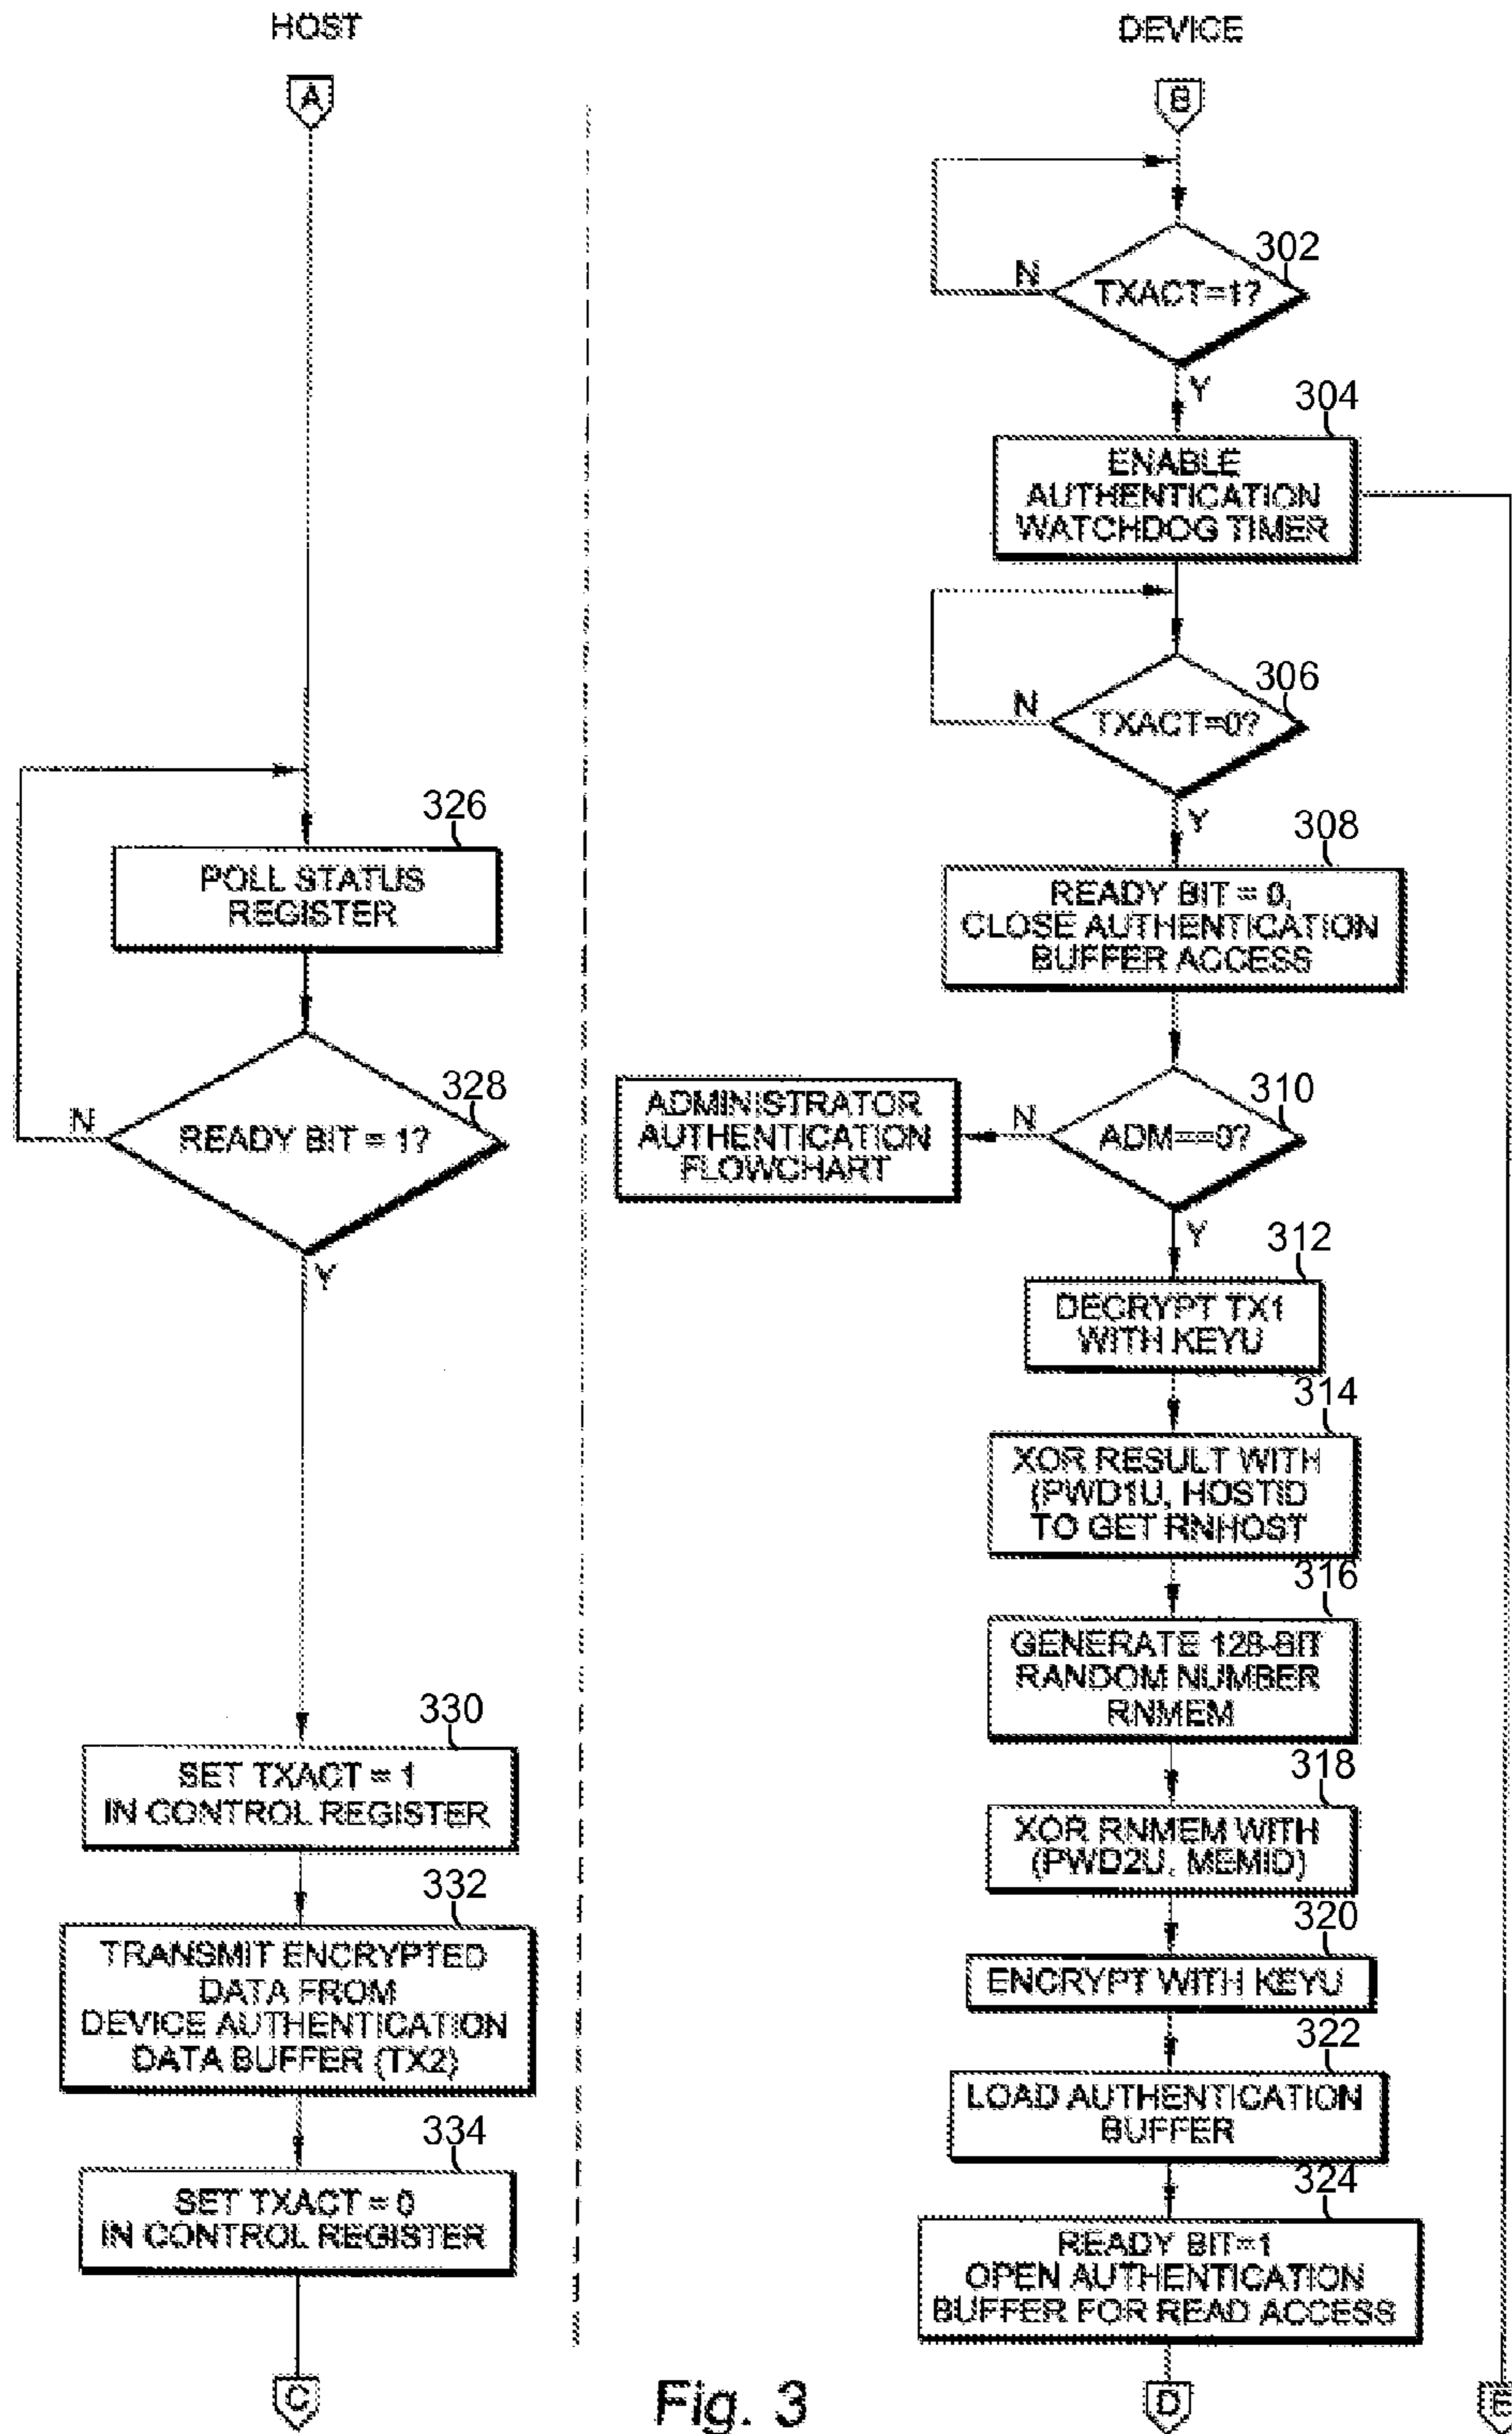 HOST
A
326
POLL STATUS
REGISTER
328
READY BIT = 1?
N
Y
330
SET TXACT = 1
IN CONTROL REGISTER
332
TRANSMIT ENCRYPTED
DATA FROM
DEVICE AUTHENTICATION
DATA BUFFER (TX2)
334
SET TXACT = 0
IN CONTROL REGISTER
C
DEVICE
B
302
TXACT=1?
N
Y
304
ENABLE
AUTHENTICATION
WATCHDOG TIMER
306
TXACT=0?
N
Y
308
READY BIT = 0,
CLOSE AUTHENTICATION
BUFFER ACCESS
310
ADM==0?
N
ADMINISTRATOR
AUTHENTICATION
FLOWCHART
Y
312
DECRYPT TX1
WITH KEYU
314
XOR RESULT WITH
(PWD1U, HOSTID
TO GET RNHOST
316
GENERATE 128-BIT
RANDOM NUMBER
RNMEM
318
XOR RNMEM WITH
(PWD2U, MEMID)
320
ENCRYPT WITH KEYU
322
LOAD AUTHENTICATION
BUFFER
324
READY BIT=1
OPEN AUTHENTICATION
BUFFER FOR READ ACCESS
D
E
Fig. 3